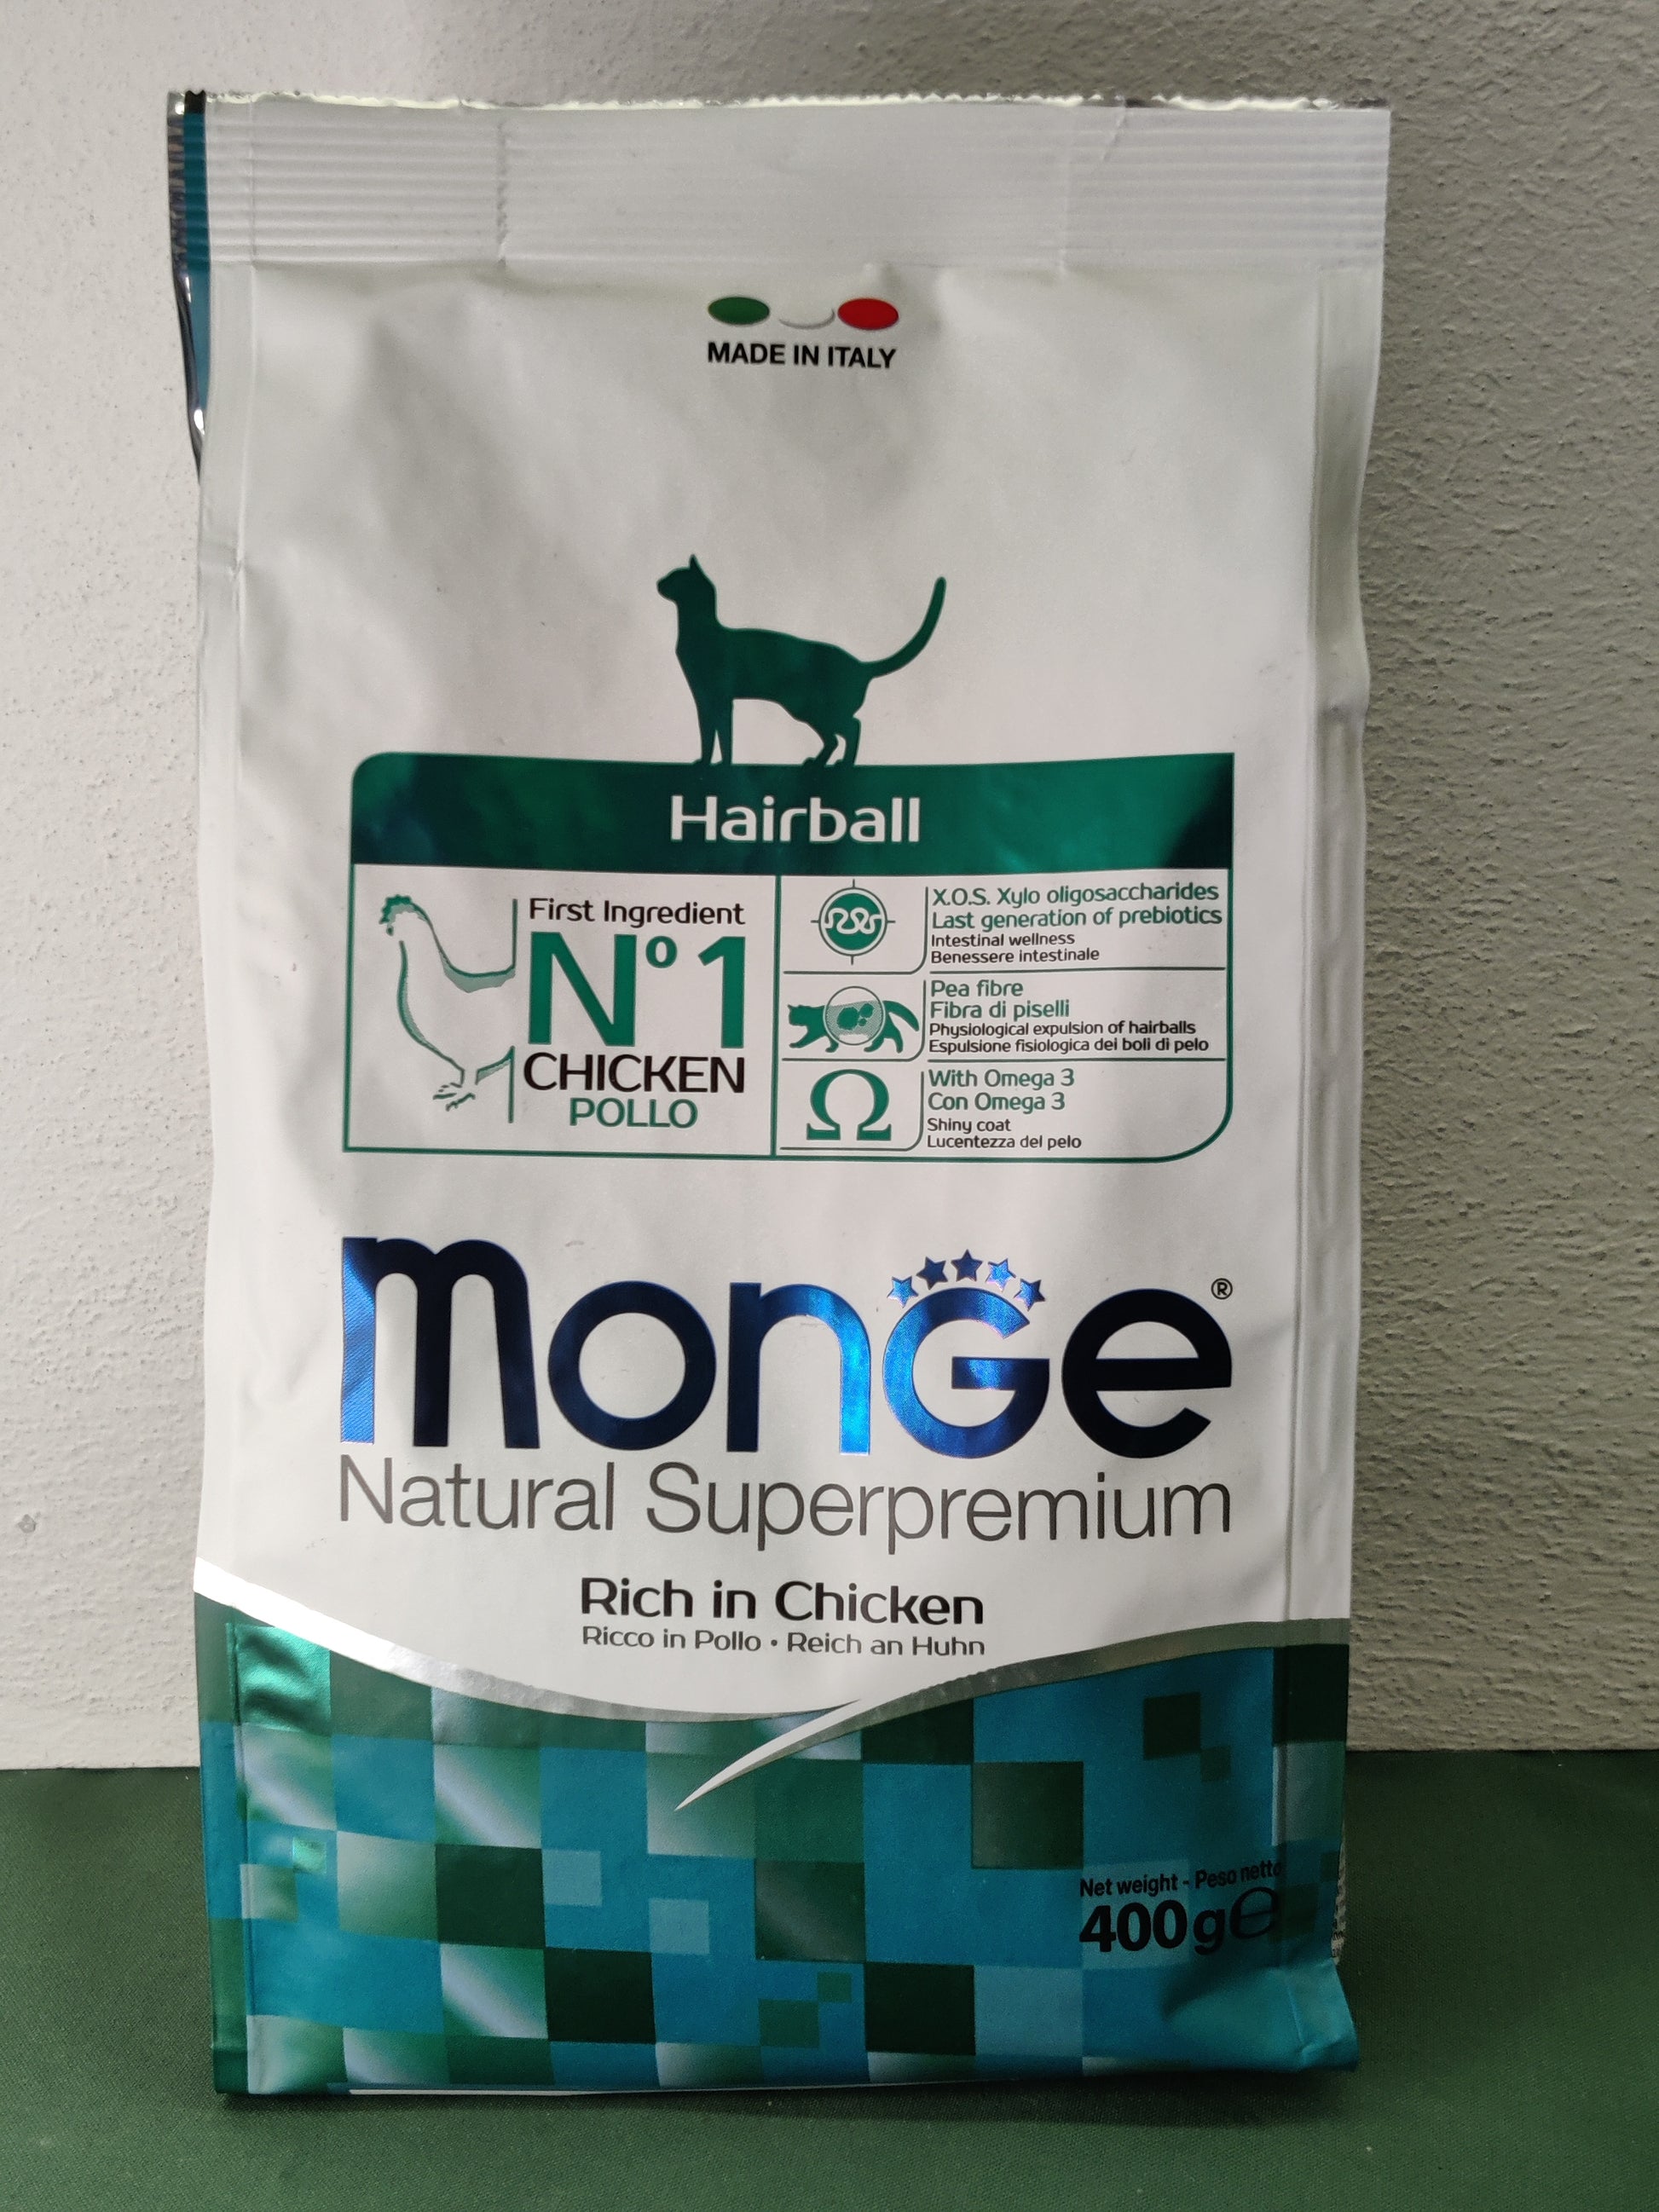 MADE IN ITALY
Hairball
First Ingredient
N° 1
CHICKEN
POLLO
X.O.S. Xylo oligosaccharides
Last generation of prebiotics
Intestinal wellness
Benessere intestinale
Pea fibre
Fibra di piselli
Physiological expulsion of hairballs
Espulsione fisiologica dei boli di pelo
Ω
With Omega 3
Con Omega 3
Shiny coat
Lucentezza del pelo
monGe®
Natural Superpremium
Rich in Chicken
Ricco in Pollo • Reich an Huhn
Net weight - Peso netto
400g℮